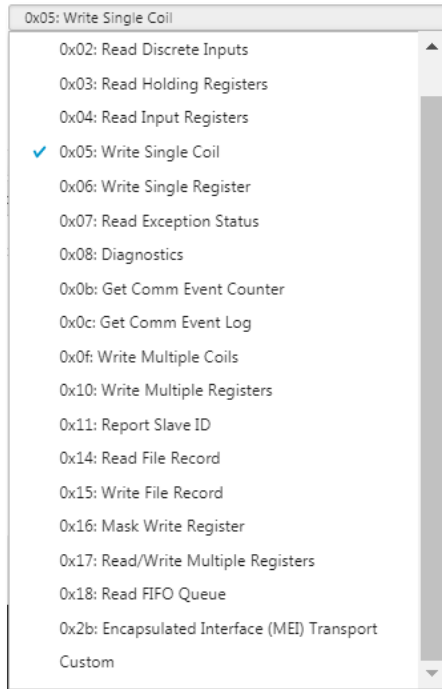 0x05: Write Single Coil
0x02: Read Discrete Inputs
0x03: Read Holding Registers
0x04: Read Input Registers
0x05: Write Single Coil
0x06: Write Single Register
0x07: Read Exception Status
0x08: Diagnostics
0x0b: Get Comm Event Counter
0x0c: Get Comm Event Log
0x0f: Write Multiple Coils
0x10: Write Multiple Registers
0x11: Report Slave ID
0x14: Read File Record
0x15: Write File Record
0x16: Mask Write Register
0x17: Read/Write Multiple Registers
0x18: Read FIFO Queue
0x2b: Encapsulated Interface (MEI) Transport
Custom